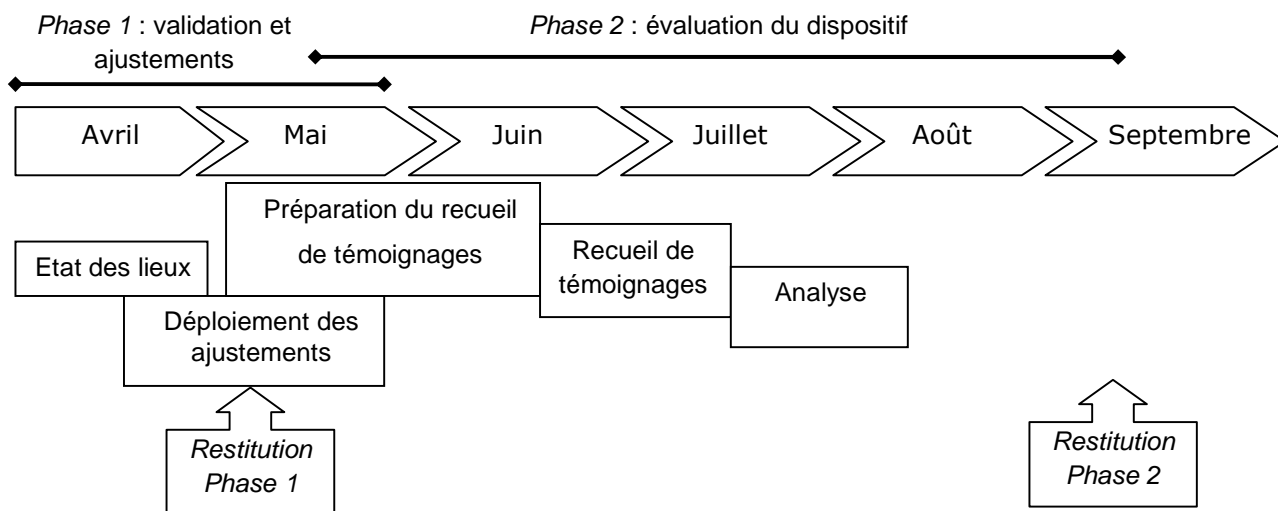 Phase 1 : validation et
ajustements
Phase 2 : évaluation du dispositif
Avril
Mai
Juin
Juillet
Août
Septembre
Préparation du recueil
de témoignages
Etat des lieux
Recueil de
témoignages
Analyse
Déploiement des
ajustements
Restitution
Phase 1
Restitution
Phase 2